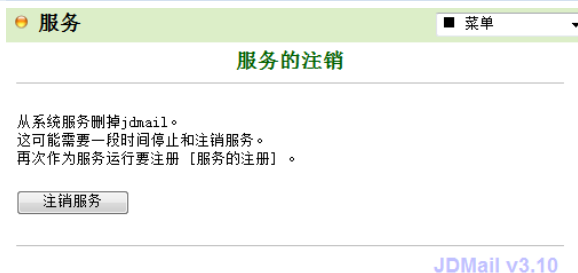 服务
■ 菜单
服务的注销
从系统服务删掉jdmail。
这可能需要一段时间停止和注销服务。
再次作为服务运行要注册 [服务的注册] 。
注销服务
JDMail v3.10